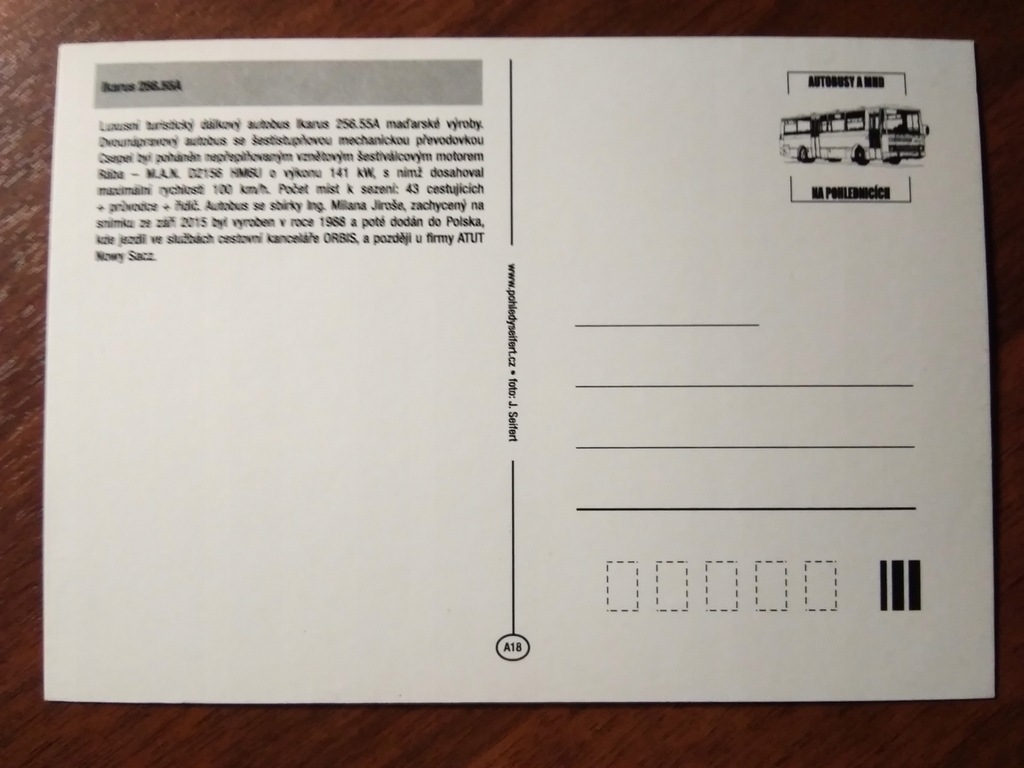 Ikarus 256.55A
Luxusní turistický dálkový autobus Ikarus 256.55A maďarské výroby.
Dvounápravový autobus se šestistupňovou mechanickou převodovkou
Csepel byl poháněn nepřeplňovaným vznětovým šestiválcovým motorem
Rába – M.A.N. D2156 HM6U o výkonu 141 kW, s nímž dosahoval
maximální rychlosti 100 km/h. Počet míst k sezení: 43 cestujících
+ průvodce + řidič. Autobus se sbírky Ing. Milana Jiroše, zachycený na
snímku ze září 2015 byl vyroben v roce 1988 a poté dodán do Polska,
kde jezdil ve službách cestovní kanceláře ORBIS, a později u firmy ATUT
Nowy Sacz.
www.pohledyseifert.cz • foto: J. Seifert
A18
AUTOBUSY A MHD
NA POHLEDNICÍCH